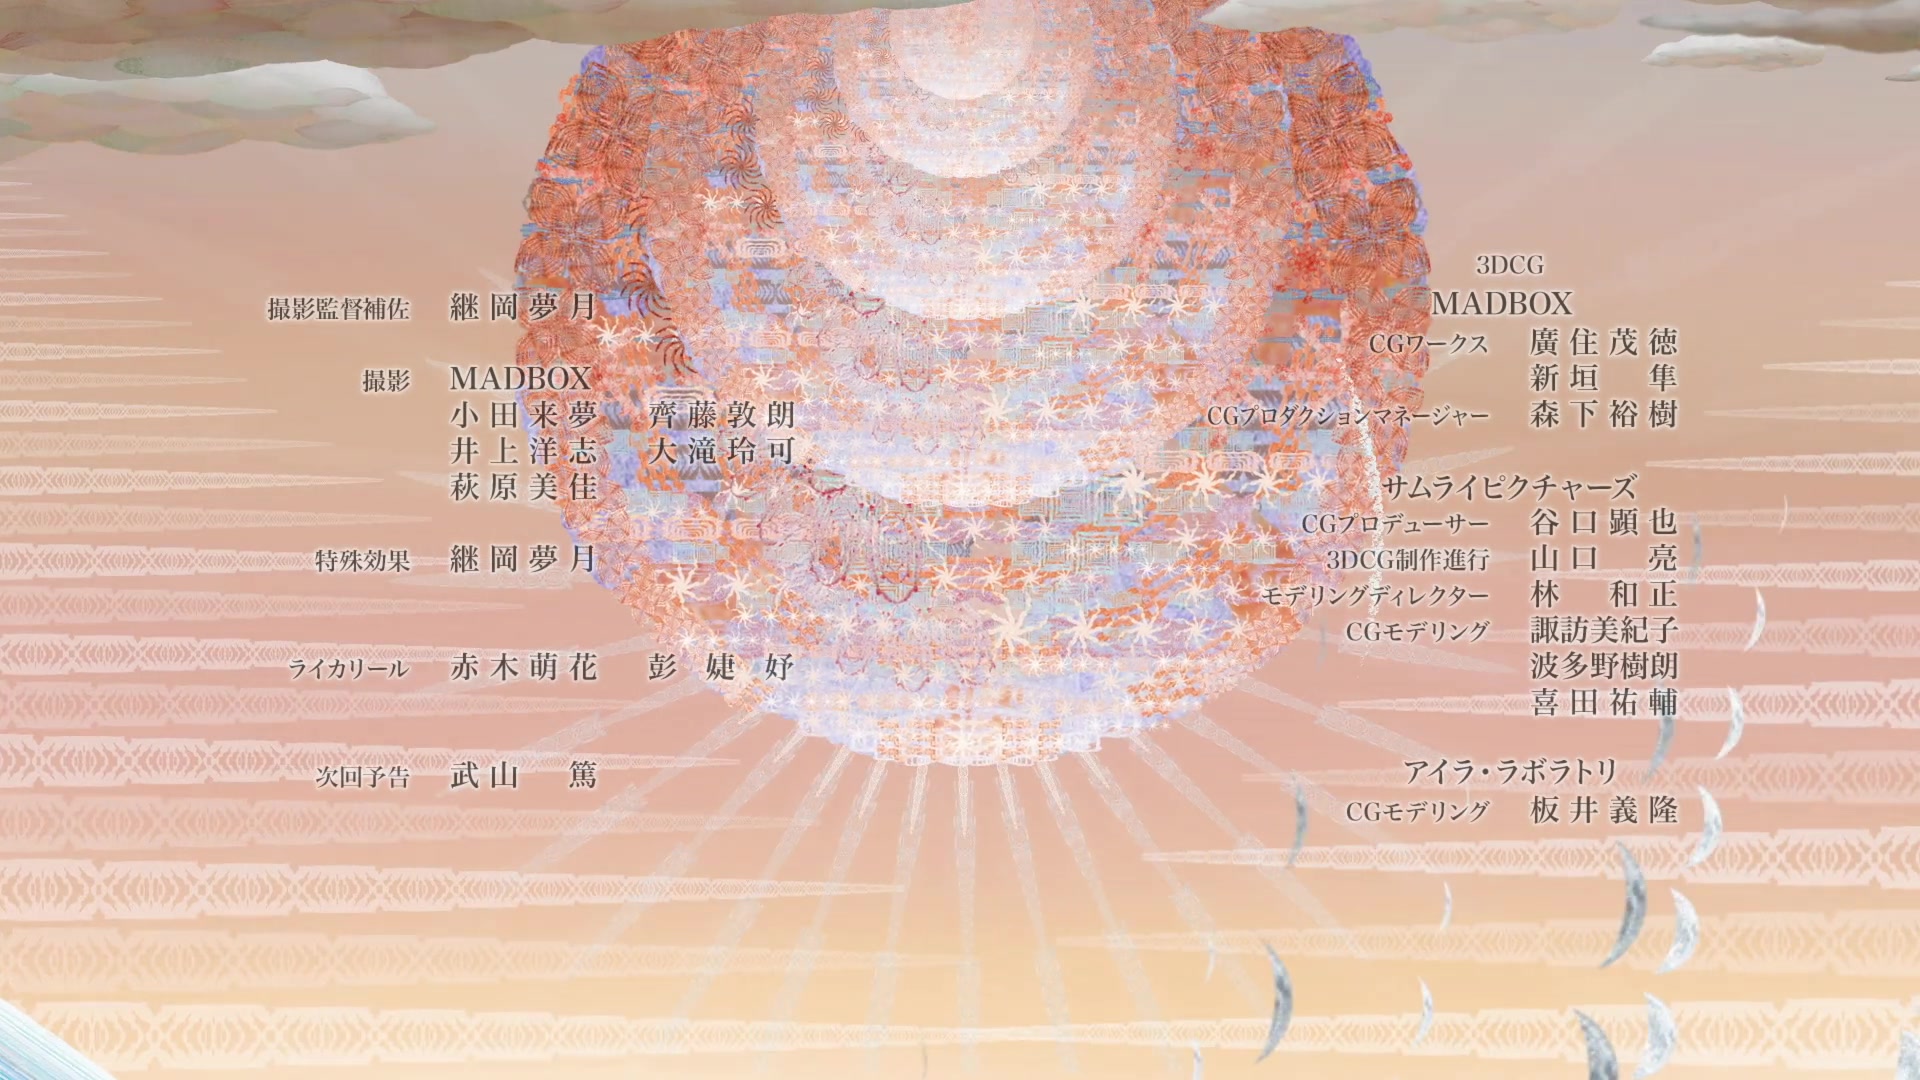 撮影監督補佐 継岡夢月
撮影 MADBOX
小田来夢 齊藤敦朗
井上洋志 大滝玲可
萩原美佳
特殊効果 継岡夢月
ライカリール 赤木萌花 彭婕妤
次回予告 武山 篤
3DCG
MADBOX
CGワークス 廣住茂徳
新垣 隼
CGプロダクションマネージャー 森下裕樹
サムライピクチャーズ
CGプロデューサー 谷口顕也
3DCG制作進行 山口 亮
モデリングディレクター 林 和正
CGモデリング 諏訪美紀子
波多野樹朗
喜田祐輔
アイラ・ラボラトリ
CGモデリング 板井義隆